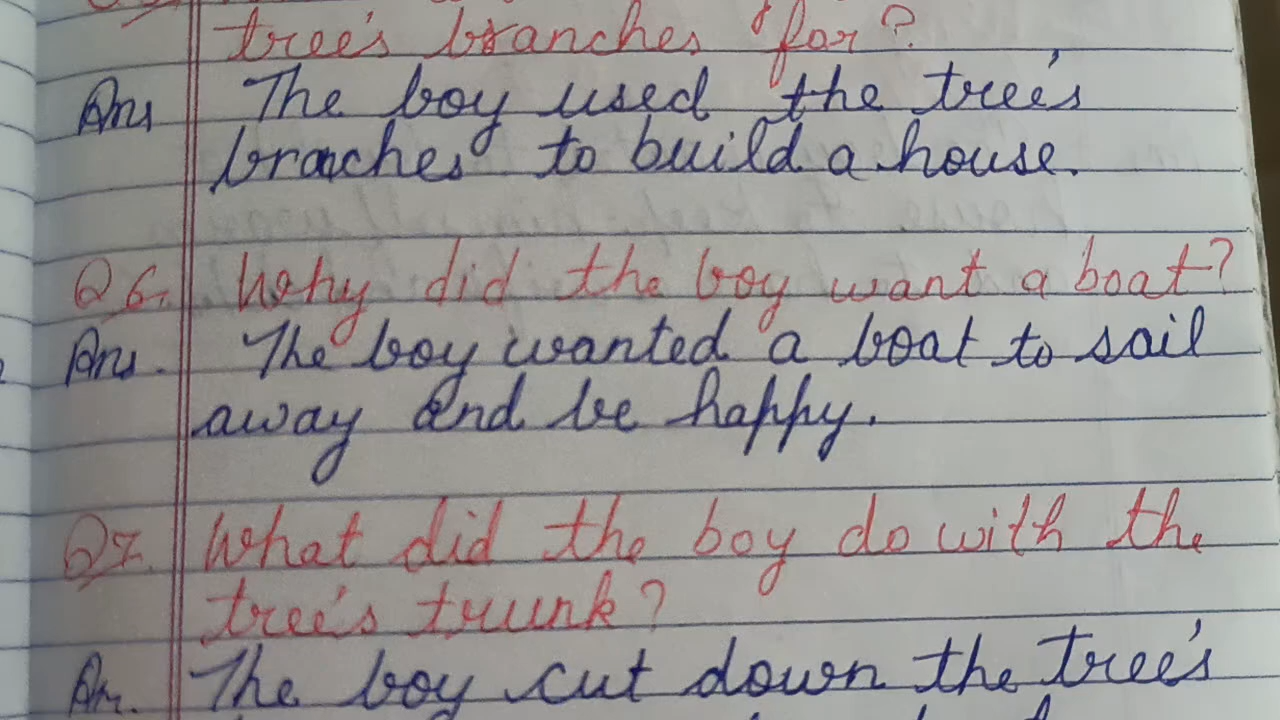 tree's branches for?
Ans The boy used the tree's
branches to build a house.
Q6. Why did the boy want a boat?
Ans. The boy wanted a boat to sail
away and be happy.
Q7. What did the boy do with the
tree's trunk?
An. The boy cut down the tree's